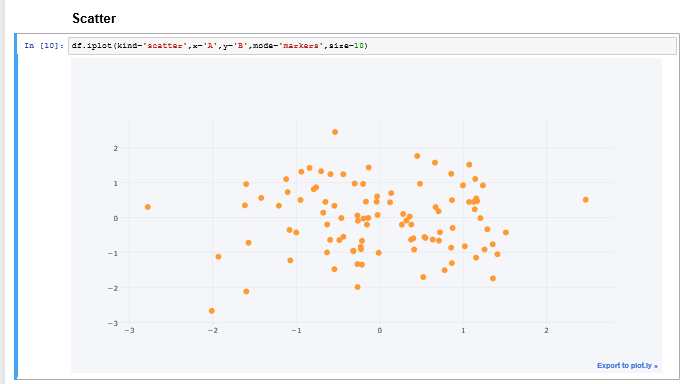 Scatter
In [10]: df.iplot(kind='scatter',x='A',y='B',mode='markers',size=10)
2
1
0
−1
−2
−3
−3 −2 −1 0 1 2
Export to plot.ly »